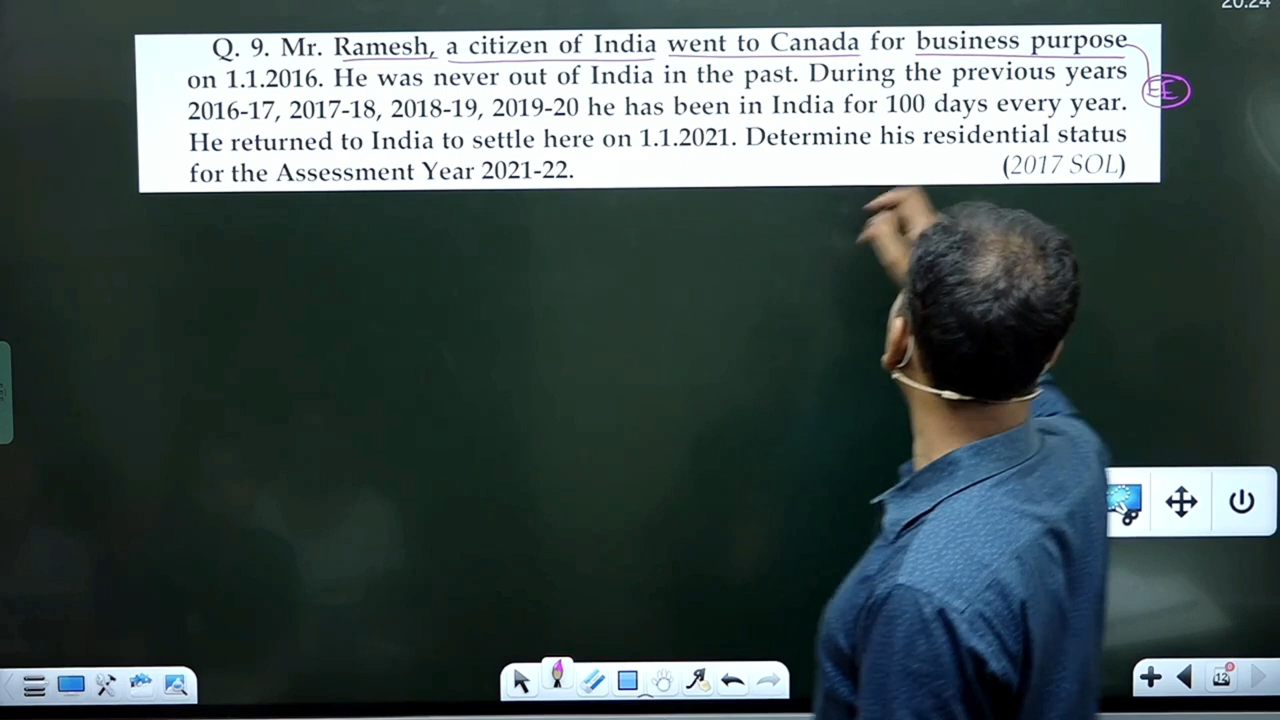 20:24
Q. 9. Mr. Ramesh, a citizen of India went to Canada for business purpose
on 1.1.2016. He was never out of India in the past. During the previous years
2016-17, 2017-18, 2018-19, 2019-20 he has been in India for 100 days every year.
He returned to India to settle here on 1.1.2021. Determine his residential status
for the Assessment Year 2021-22. (2017 SOL)
EE
12